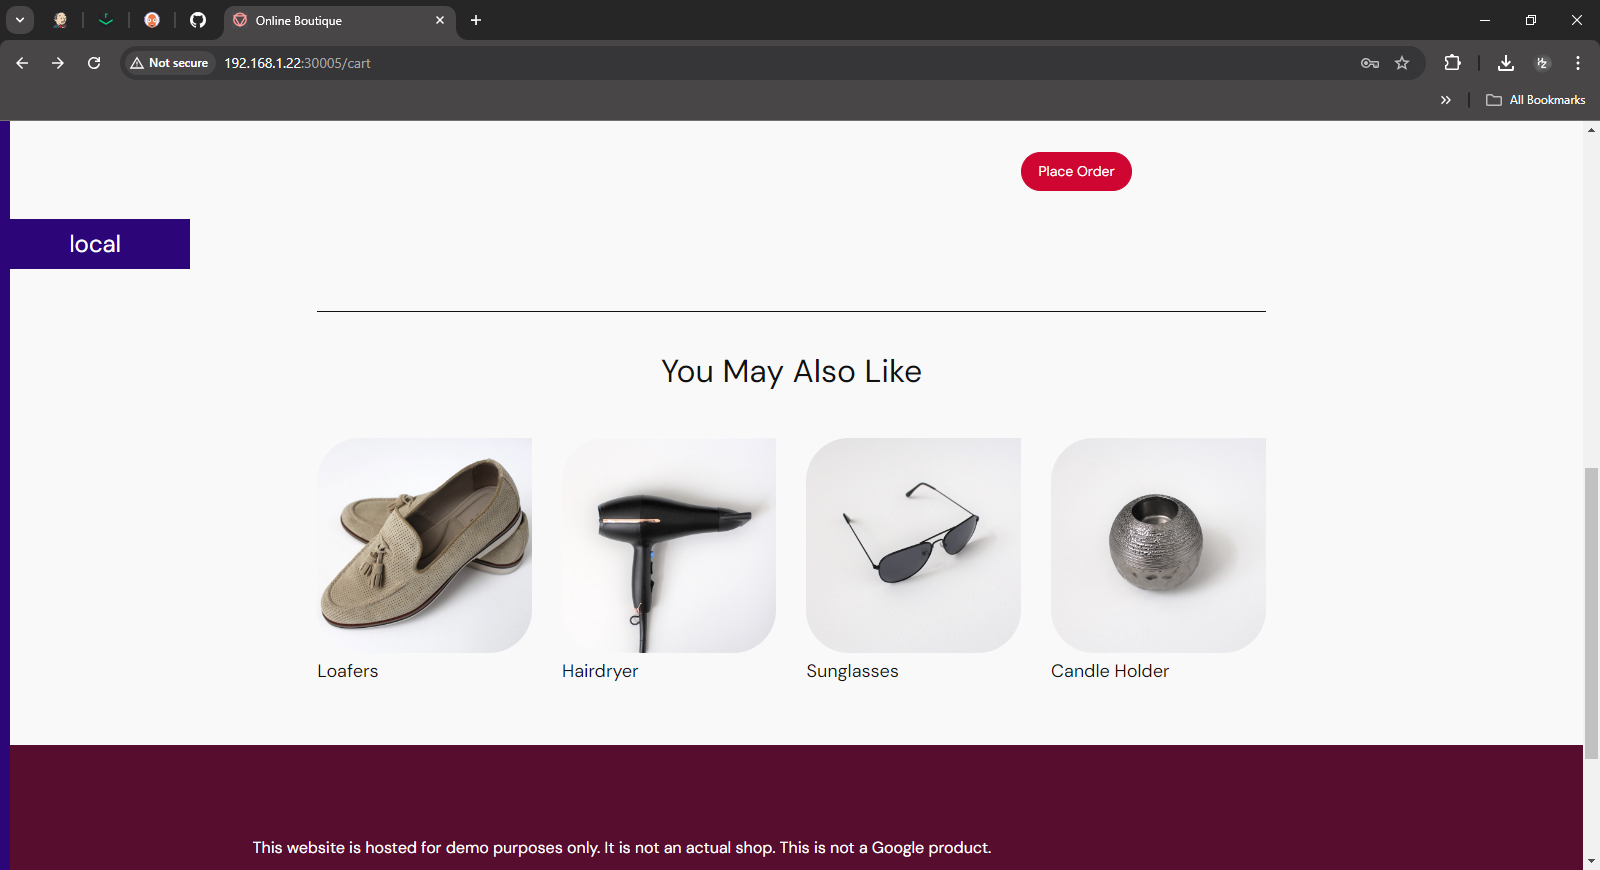 Online Boutique
Not secure
192.168.1.22:30005/cart
All Bookmarks
Place Order
local
You May Also Like
Loafers
Hairdryer
Sunglasses
Candle Holder
This website is hosted for demo purposes only. It is not an actual shop. This is not a Google product.